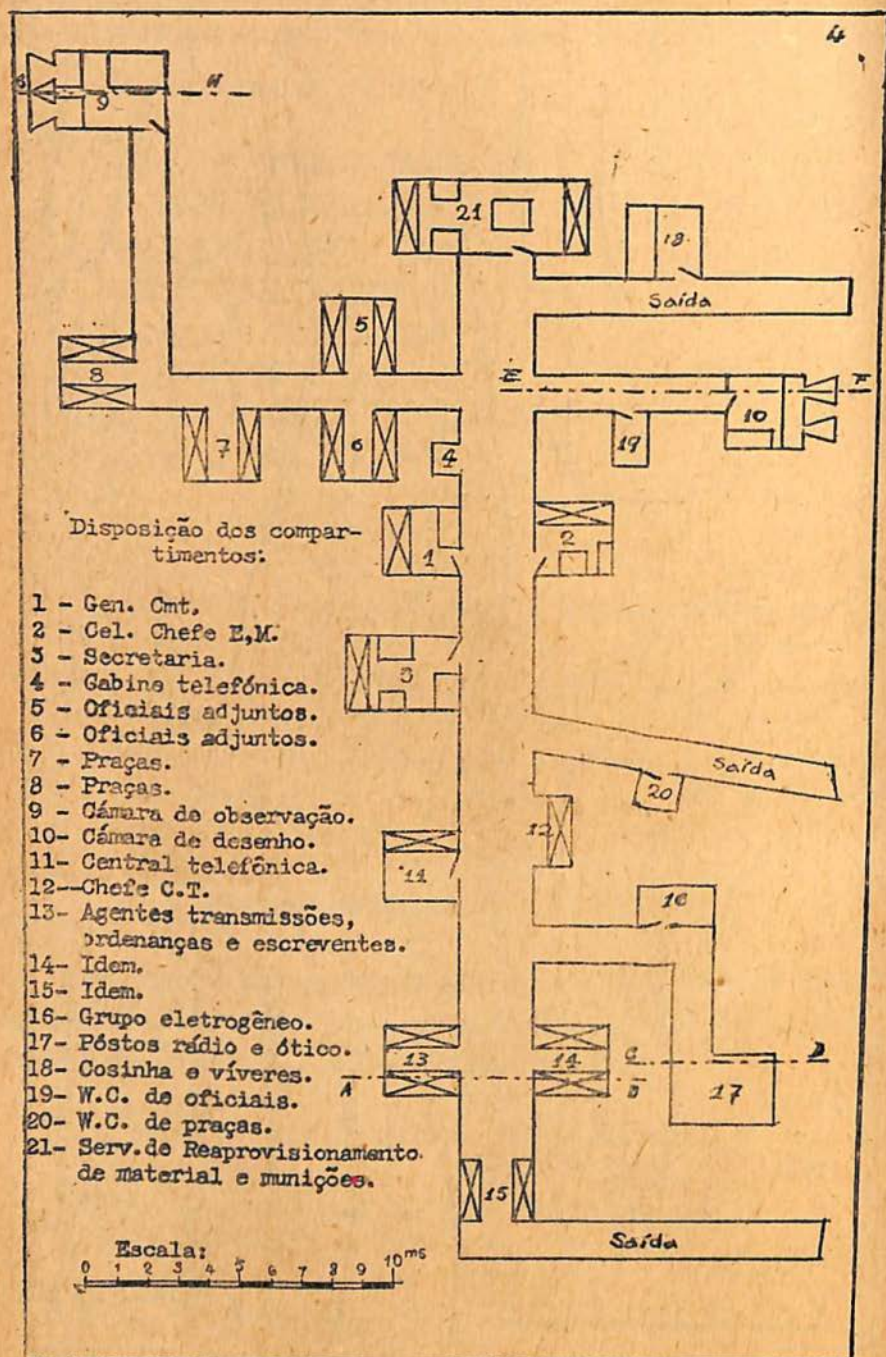 4
G
H
9
21
18
Saída
5
8
E
F
10
7
6
4
19
1
2
Disposição dos compar-
timentos:
1 - Gen. Cmt.
2 - Cel. Chefe E,M.
3 - Secretaria.
4 - Gabine telefónica.
5 - Oficiais adjuntos.
6 - Oficiais adjuntos.
7 - Praças.
8 - Praças.
9 - Câmara de observação.
10- Câmara de desenho.
11- Central telefônica.
12--Chefe C.T.
13- Agentes transmissões,
ordenanças e escreventes.
14- Idem.
15- Idem.
16- Grupo eletrogêneo.
17- Póstos rádio e ótico.
18- Cosinha e víveres.
19- W.C. de oficiais.
20- W.C. de praças.
21- Serv.de Reaprovisionamento.
de material e munições.
3
Saída
20
12
11
16
13
14
C
D
A
B
17
15
Saída
Escala:
0 1 2 3 4 5 6 7 8 9 10ms